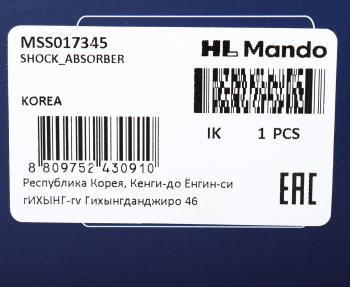 MSS017345
SHOCK_ABSORBER
HL Mando
KOREA
IK 1 PCS
8 809752 430910
Республика Корея, Кенги-до Ёнгин-си
гИХЫНГ-rv Гихынгданджиро 46
EAC